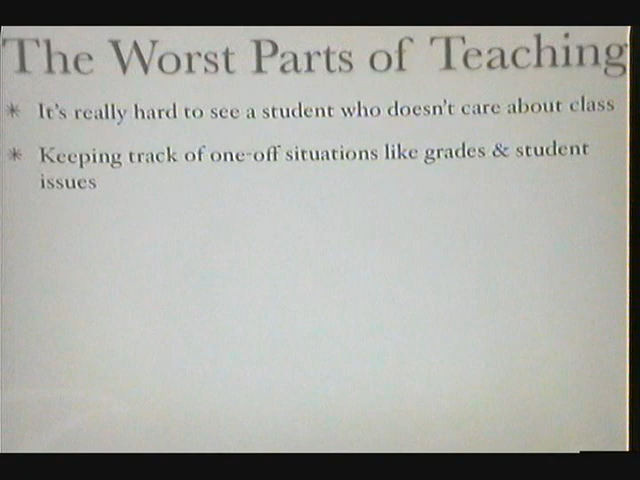 The Worst Parts of Teaching
* It's really hard to see a student who doesn't care about class
* Keeping track of one-off situations like grades & student
issues